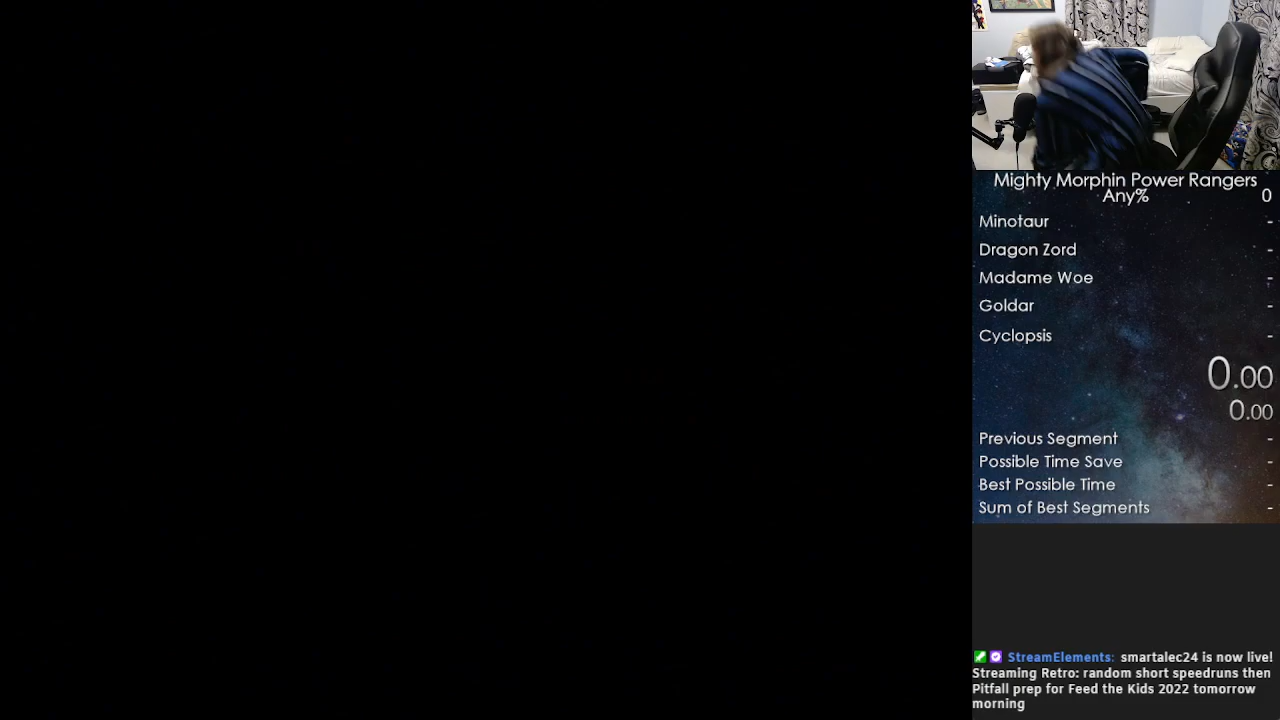 Mighty Morphin Power Rangers
Any% 0
Minotaur -
Dragon Zord -
Madame Woe -
Goldar -
Cyclopsis -
0.00
0.00
Previous Segment -
Possible Time Save -
Best Possible Time -
Sum of Best Segments -
StreamElements: smartalec24 is now live!
Streaming Retro: random short speedruns then
Pitfall prep for Feed the Kids 2022 tomorrow
morning